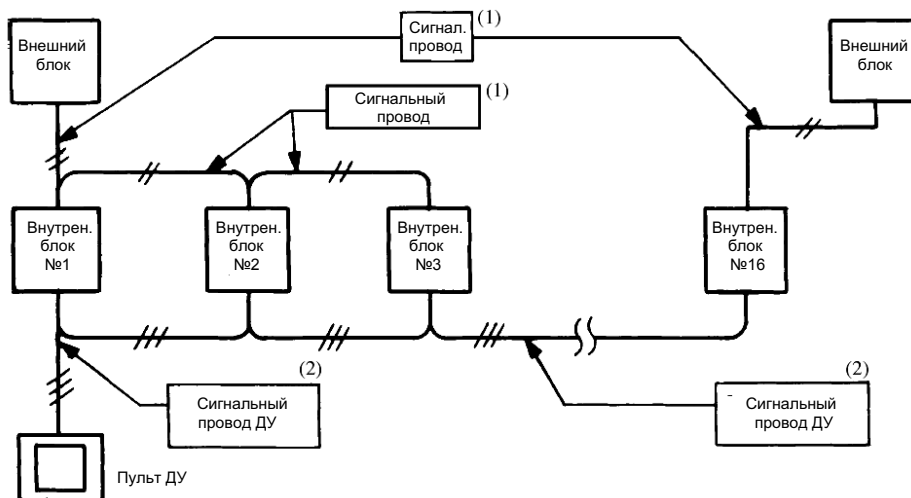 Внешний
блок
Сигнал.
провод
(1)
Внешний
блок
Сигнальный
провод
(1)
Внутрен.
блок
№1
Внутрен.
блок
№2
Внутрен.
блок
№3
Внутрен.
блок
№16
(2)
Сигнальный
провод ДУ
(2)
Сигнальный
провод ДУ
Пульт ДУ